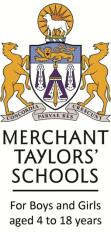 CONCORDIA PARVAE RES CRESCUNT
MERCHANT
TAYLORS'
SCHOOLS
For Boys and Girls
aged 4 to 18 years